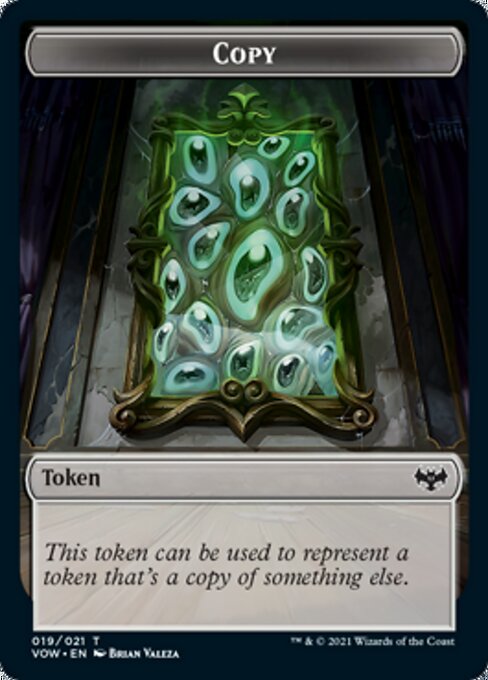 Copy
Token
This token can be used to represent a
token that's a copy of something else.
019/021 T
VOW • EN Brian Valeza
™ & © 2021 Wizards of the Coast